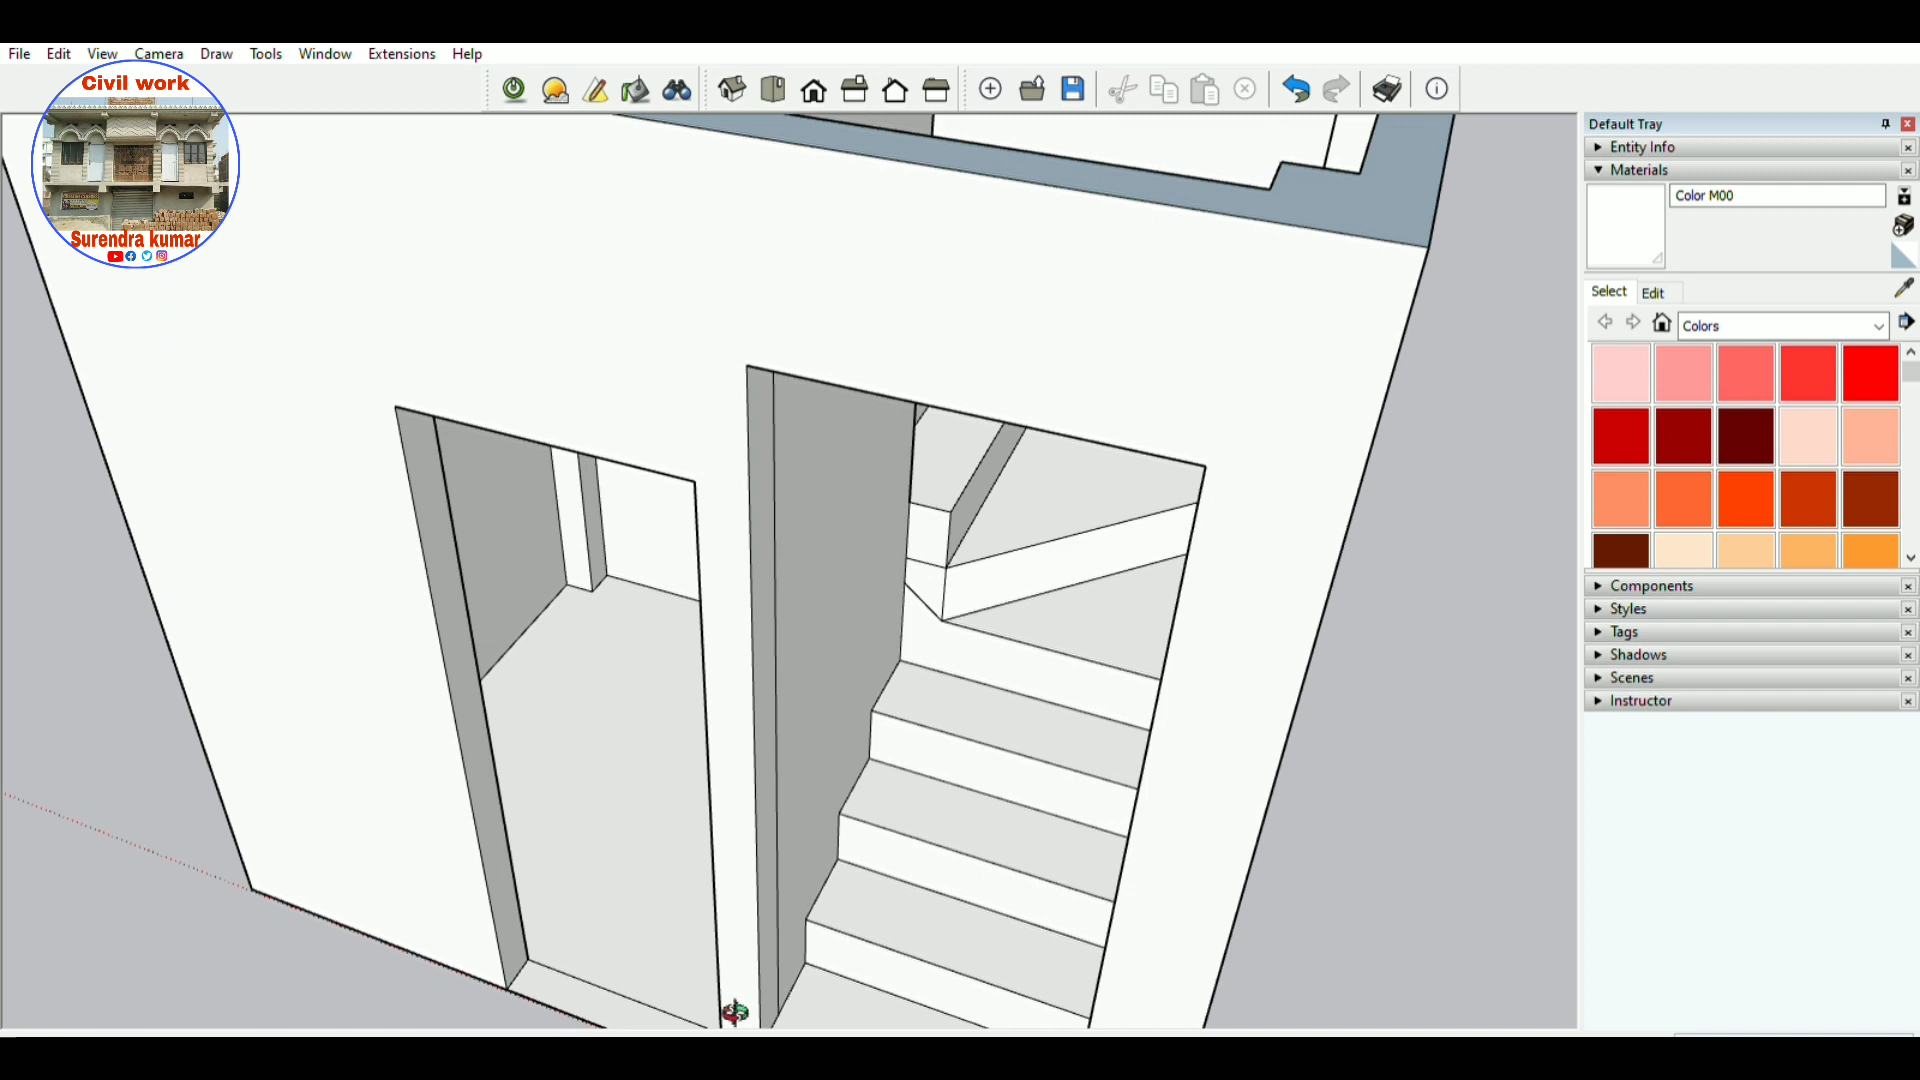 File Edit View Camera Draw Tools Window Extensions Help
Civil work
Surendra kumar
Default Tray
Entity Info
Materials
Color M00
Select Edit
Colors
Components
Styles
Tags
Shadows
Scenes
Instructor